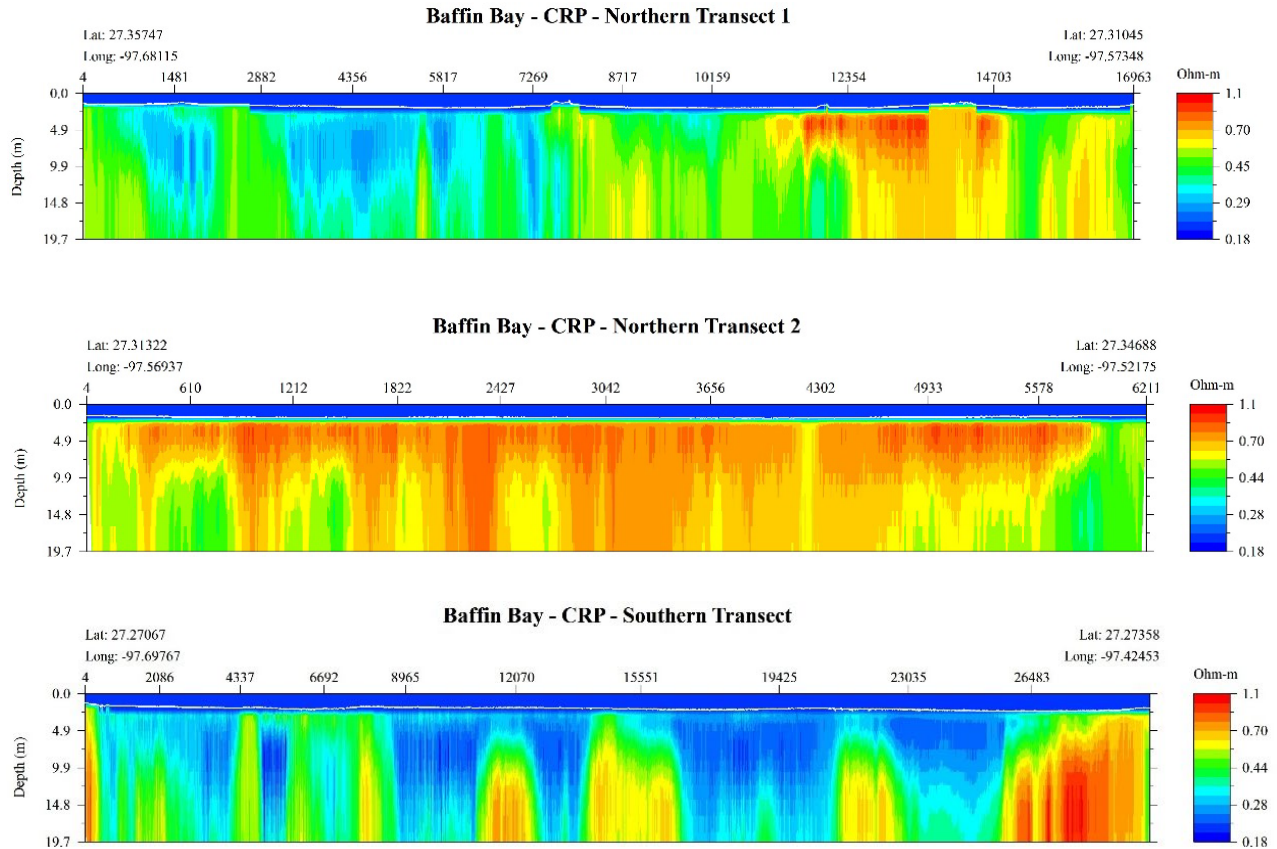 Baffin Bay - CRP - Northern Transect 1
Lat: 27.35747 Lat: 27.31045
Long: -97.68115 Long: -97.57348
4 1481 2882 4356 5817 7269 8717 10159 12354 14703 16963 Ohm-m
0.0 1.1
4.9 0.70
9.9 0.45
14.8 0.29
19.7 0.18
Depth (m)
Baffin Bay - CRP - Northern Transect 2
Lat: 27.31322 Lat: 27.34688
Long: -97.56937 Long: -97.52175
4 610 1212 1822 2427 3042 3656 4302 4933 5578 6211 Ohm-m
0.0 1.1
4.9 0.70
9.9 0.44
14.8 0.28
19.7 0.18
Depth (m)
Baffin Bay - CRP - Southern Transect
Lat: 27.27067 Lat: 27.27358
Long: -97.69767 Long: -97.42453
4 2086 4337 6692 8965 12070 15551 19425 23035 26483 Ohm-m
0.0 1.1
4.9 0.70
9.9 0.44
14.8 0.28
19.7 0.18
Depth (m)